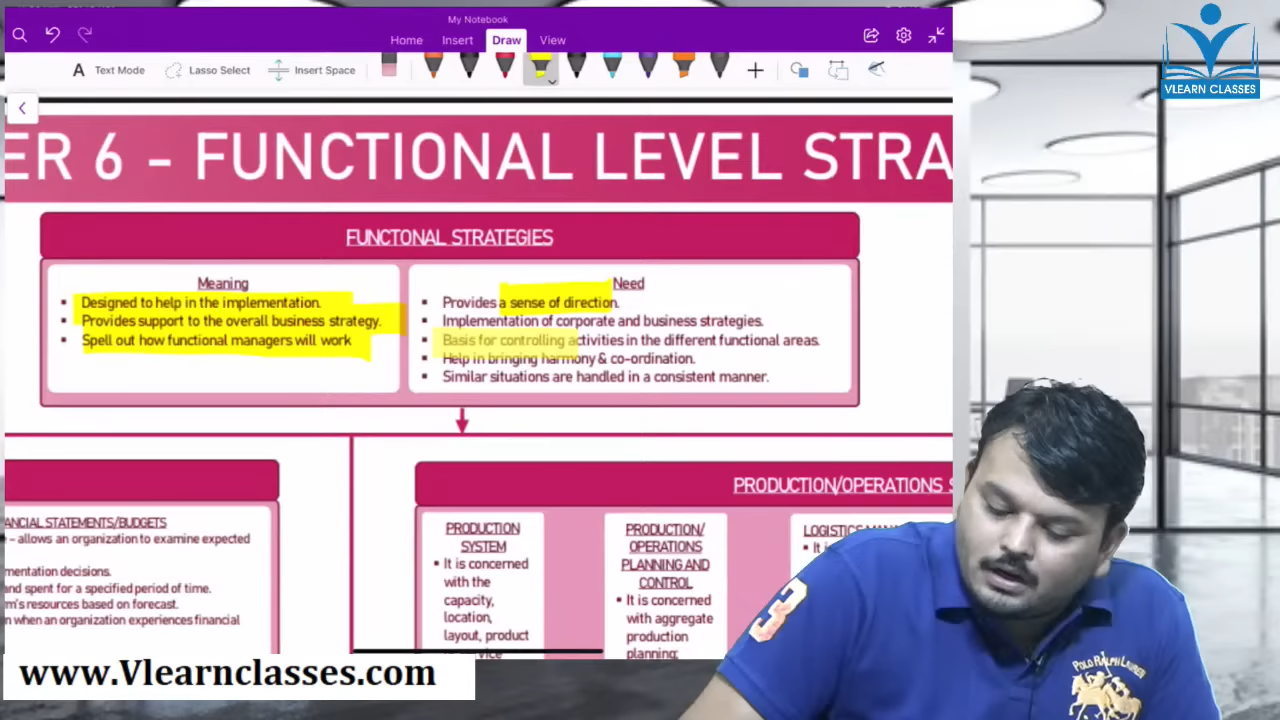 My Notebook
Home Insert Draw View
Text Mode Lasso Select Insert Space
VLEARN CLASSES
ER 6 - FUNCTIONAL LEVEL STRA
FUNCTONAL STRATEGIES
Meaning
▪ Designed to help in the implementation.
▪ Provides support to the overall business strategy.
▪ Spell out how functional managers will work
Need
▪ Provides a sense of direction.
▪ Implementation of corporate and business strategies.
▪ Basis for controlling activities in the different functional areas.
▪ Help in bringing harmony & co-ordination.
▪ Similar situations are handled in a consistent manner.
ANCIAL STATEMENTS/BUDGETS
– allows an organization to examine expected
mentation decisions.
and spent for a specified period of time.
m's resources based on forecast.
n when an organization experiences financial
PRODUCTION/OPERATIONS S
PRODUCTION
SYSTEM
▪ It is concerned
with the
capacity,
location,
layout, product
PRODUCTION/
OPERATIONS
PLANNING AND
CONTROL
▪ It is concerned
with aggregate
production
planning;
LOGISTICS MAN
▪ It i
www.Vlearnclasses.com
3
POLO RALPH LAUREN